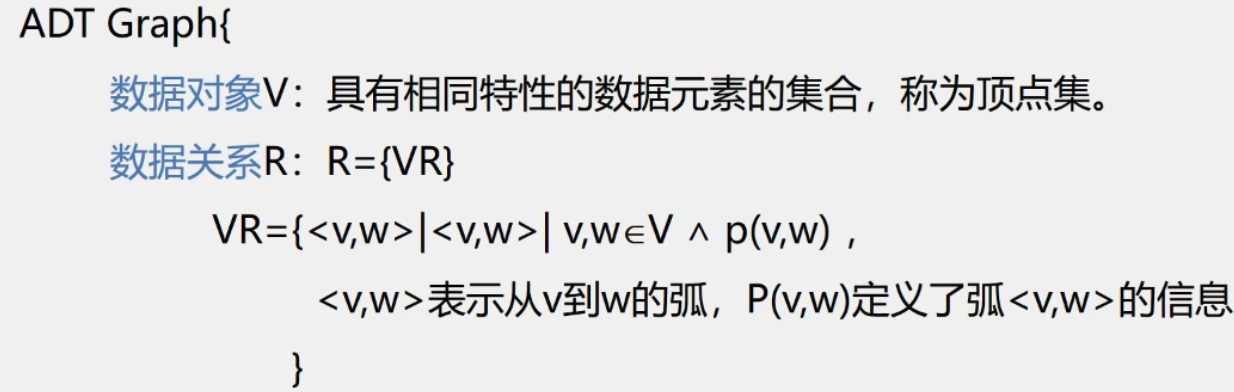 ADT Graph{
数据对象V：具有相同特性的数据元素的集合，称为顶点集。
数据关系R：R={VR}
VR={<v,w>|<v,w>| v,w∈V ∧ p(v,w)，
<v,w>表示从v到w的弧，P(v,w)定义了弧<v,w>的信息
}